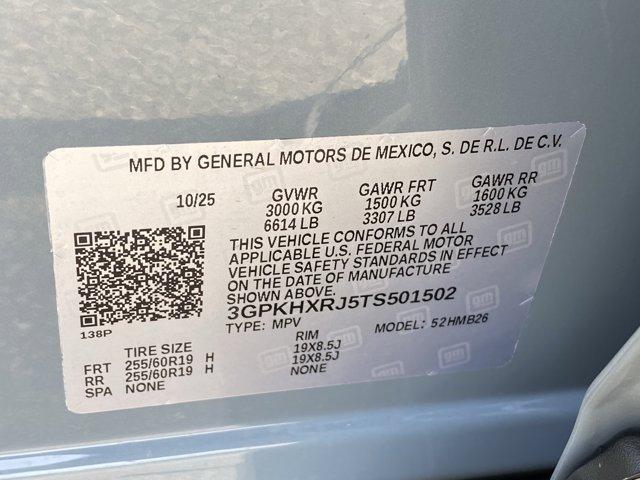 MFD BY GENERAL MOTORS DE MEXICO, S. DE R.L. DE C.V.
10/25 GVWR GAWR FRT GAWR RR
3000 KG 1500 KG 1600 KG
6614 LB 3307 LB 3528 LB
THIS VEHICLE CONFORMS TO ALL
APPLICABLE U.S. FEDERAL MOTOR
VEHICLE SAFETY STANDARDS IN EFFECT
ON THE DATE OF MANUFACTURE
SHOWN ABOVE.
3GPKHXRJ5TS501502
138P TYPE: MPV MODEL: 52HMB26
TIRE SIZE RIM
FRT 255/60R19 H 19X8.5J
RR 255/60R19 H 19X8.5J
SPA NONE NONE